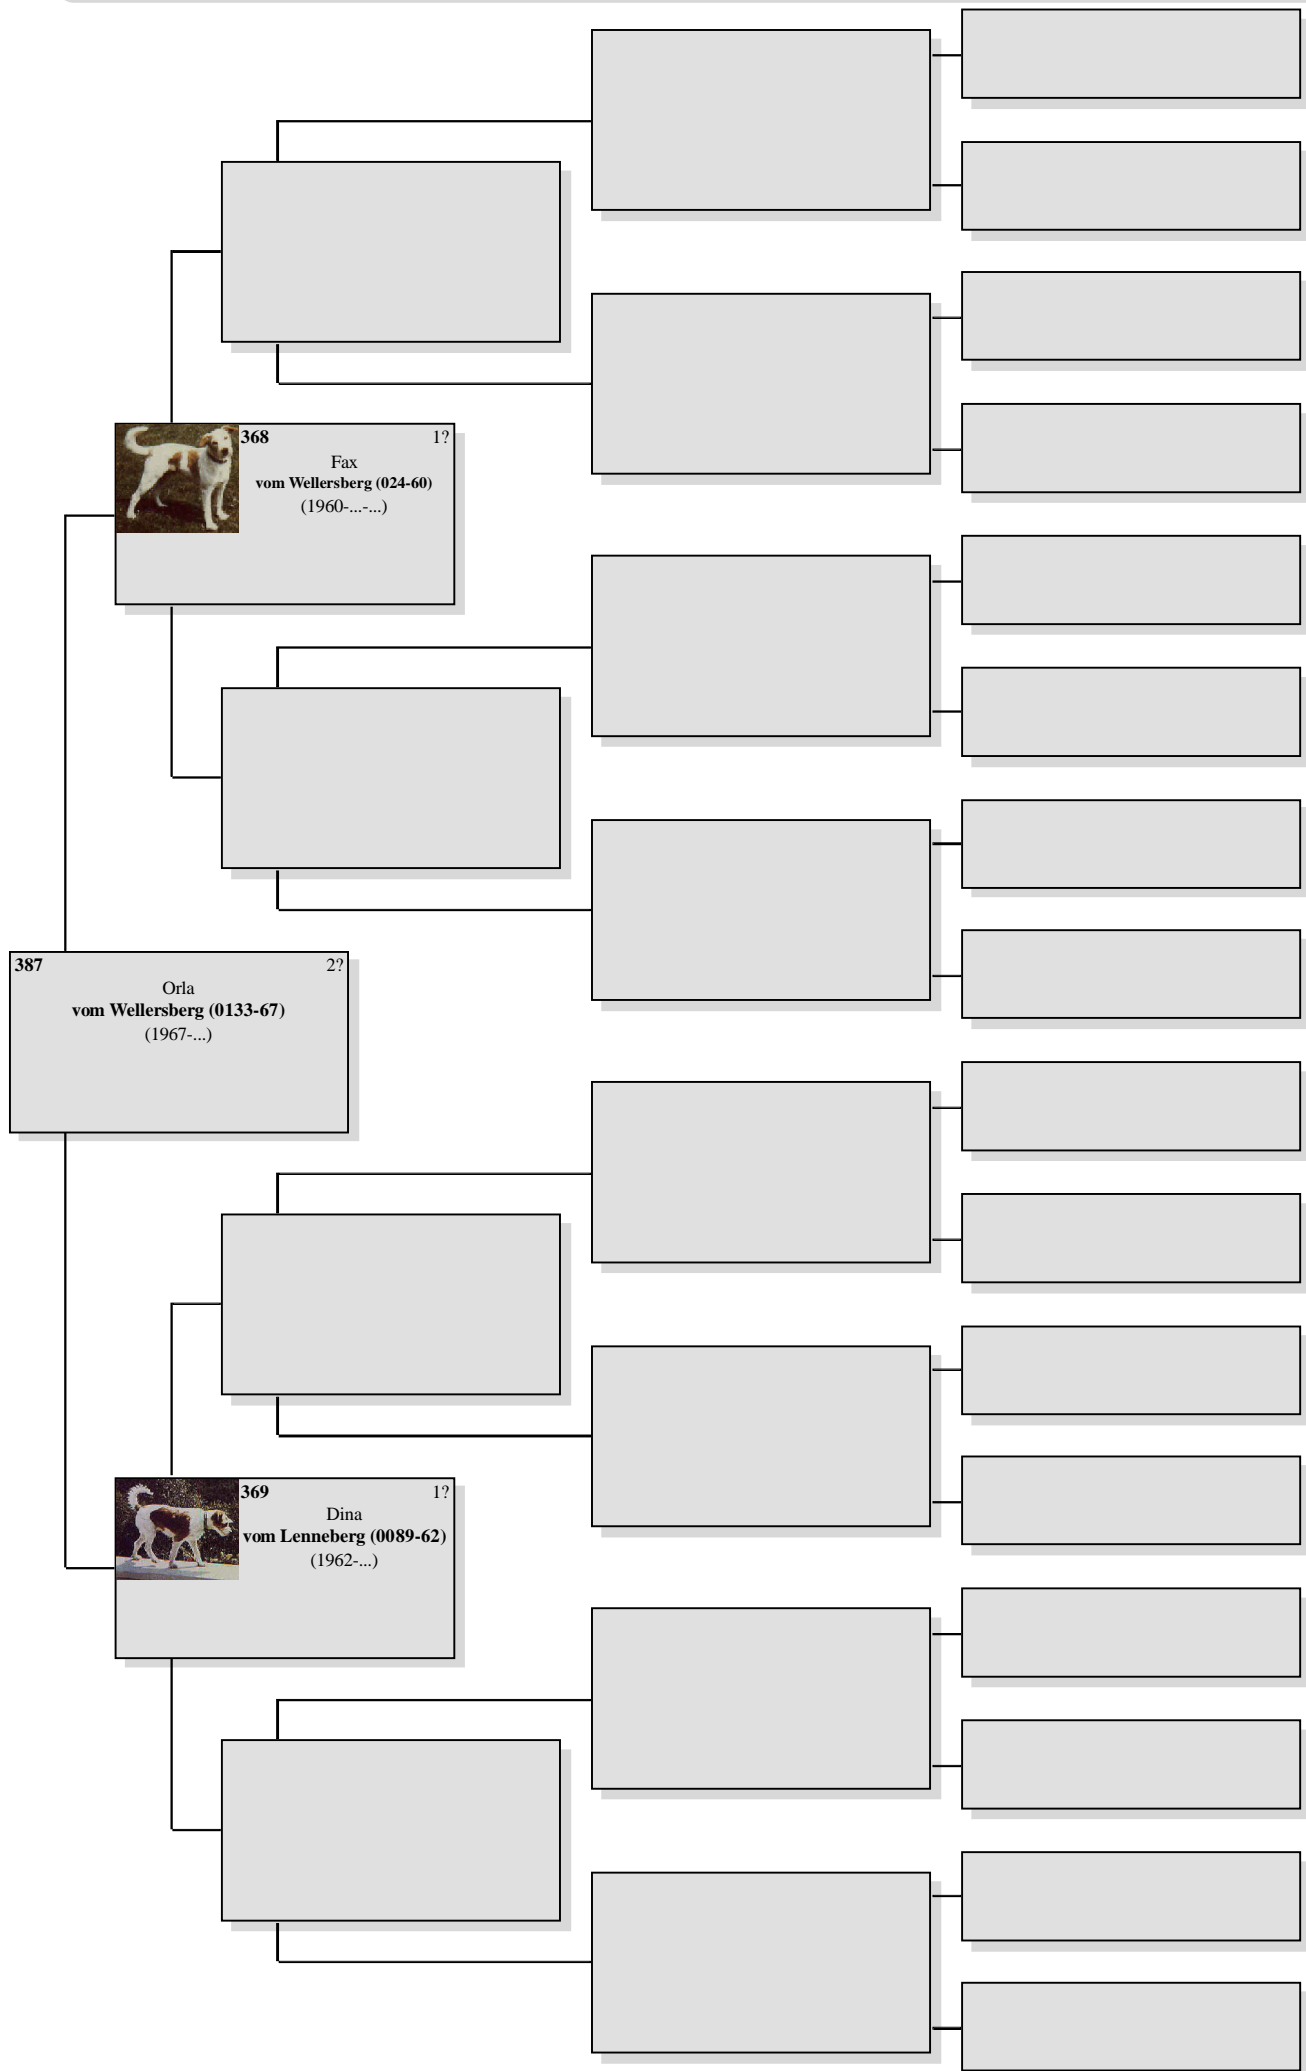 368 1?
Fax
vom Wellersberg (024-60)
(1960-...-...)
387 2?
Orla
vom Wellersberg (0133-67)
(1967-...)
369 1?
Dina
vom Lenneberg (0089-62)
(1962-...)